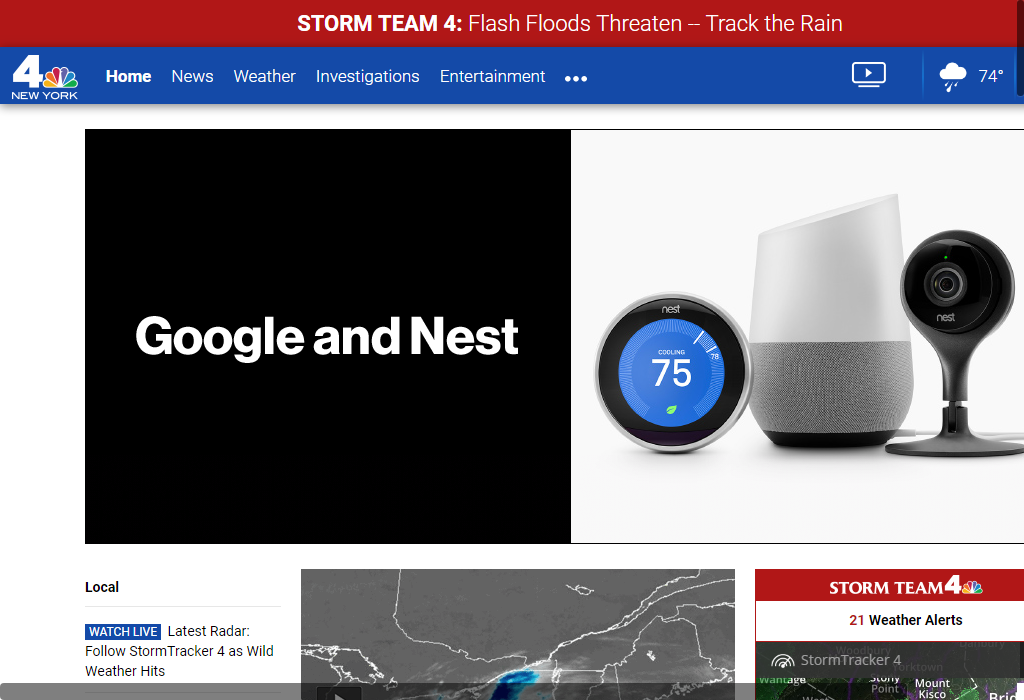 STORM TEAM 4: Flash Floods Threaten -- Track the Rain
4
NEW YORK
Home News Weather Investigations Entertainment •••
74°
Google and Nest
nest
COOLING
78
75
nest
Local
WATCH LIVE Latest Radar:
Follow StormTracker 4 as Wild
Weather Hits
STORM TEAM 4
21 Weather Alerts
StormTracker 4
Woodbury
Danbury
Yorktown
Wantage
Stony
Point
Mount
Kisco